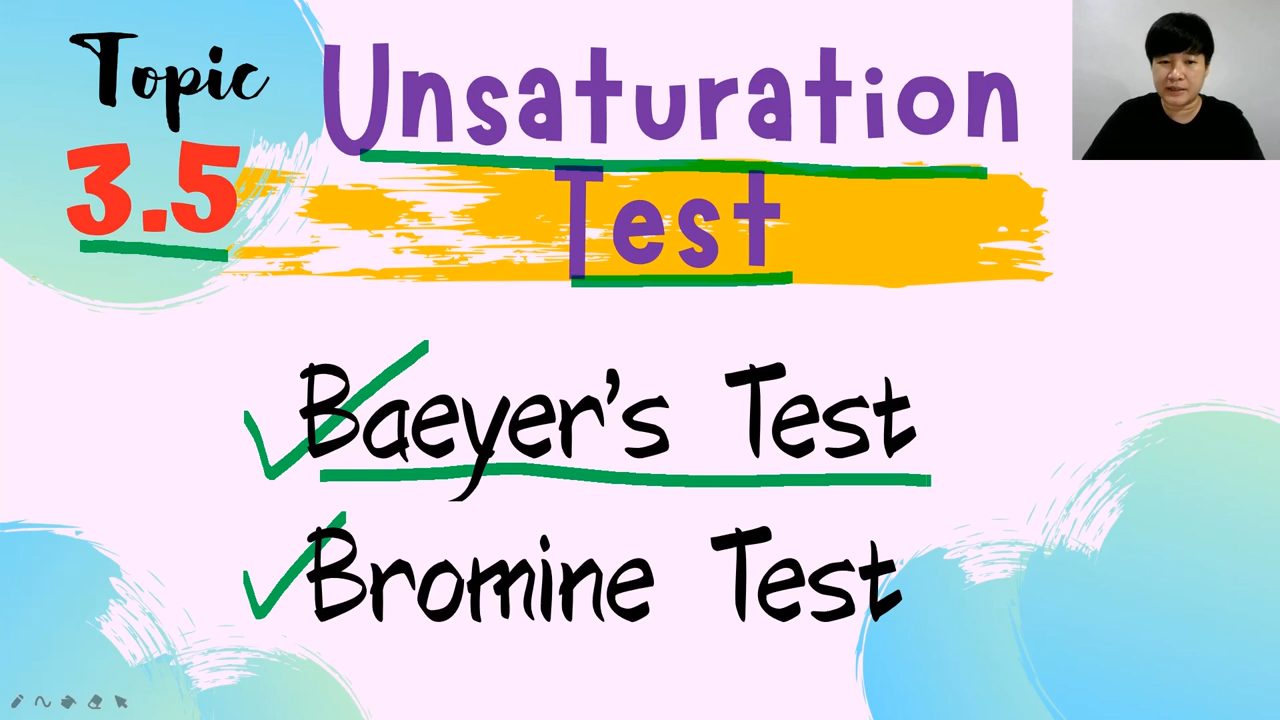 Topic
3.5
Unsaturation
Test
Baeyer's Test
Bromine Test